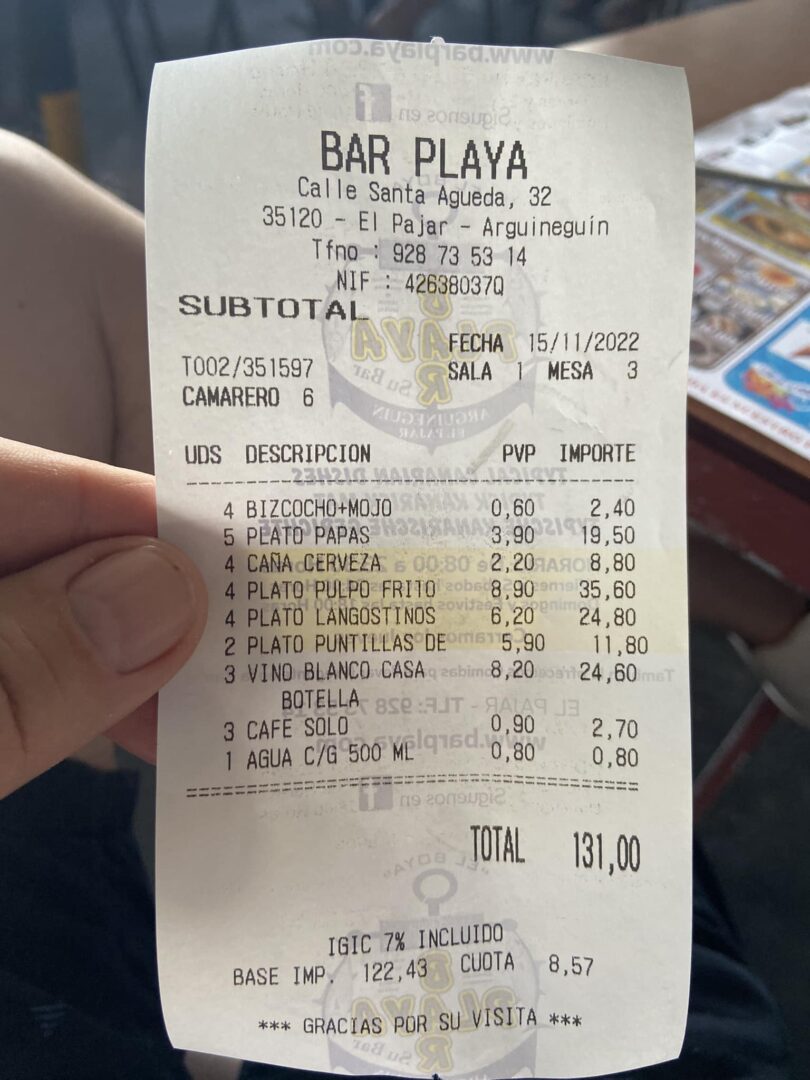 BAR PLAYA
Calle Santa Agueda, 32
35120 - El Pajar - Arguineguín
Tfno : 928 73 53 14
NIF : 42638037Q
SUBTOTAL
FECHA 15/11/2022
T002/351597 SALA 1 MESA 3
CAMARERO 6
UDS DESCRIPCION PVP IMPORTE
4 BIZCOCHO+MOJO 0,60 2,40
5 PLATO PAPAS 3,90 19,50
4 CAÑA CERVEZA 2,20 8,80
4 PLATO PULPO FRITO 8,90 35,60
4 PLATO LANGOSTINOS 6,20 24,80
2 PLATO PUNTILLAS DE 5,90 11,80
3 VINO BLANCO CASA 8,20 24,60
BOTELLA
3 CAFE SOLO 0,90 2,70
1 AGUA C/G 500 ML 0,80 0,80
TOTAL 131,00
IGIC 7% INCLUIDO
BASE IMP. 122,43 CUOTA 8,57
*** GRACIAS POR SU VISITA ***